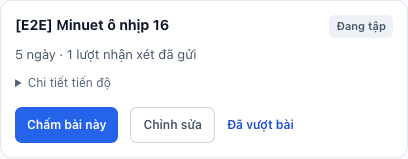 [E2E] Minuet ô nhịp 16
Đang tập
5 ngày · 1 lượt nhận xét đã gửi
▶ Chi tiết tiến độ
Chấm bài này
Chỉnh sửa
Đã vượt bài